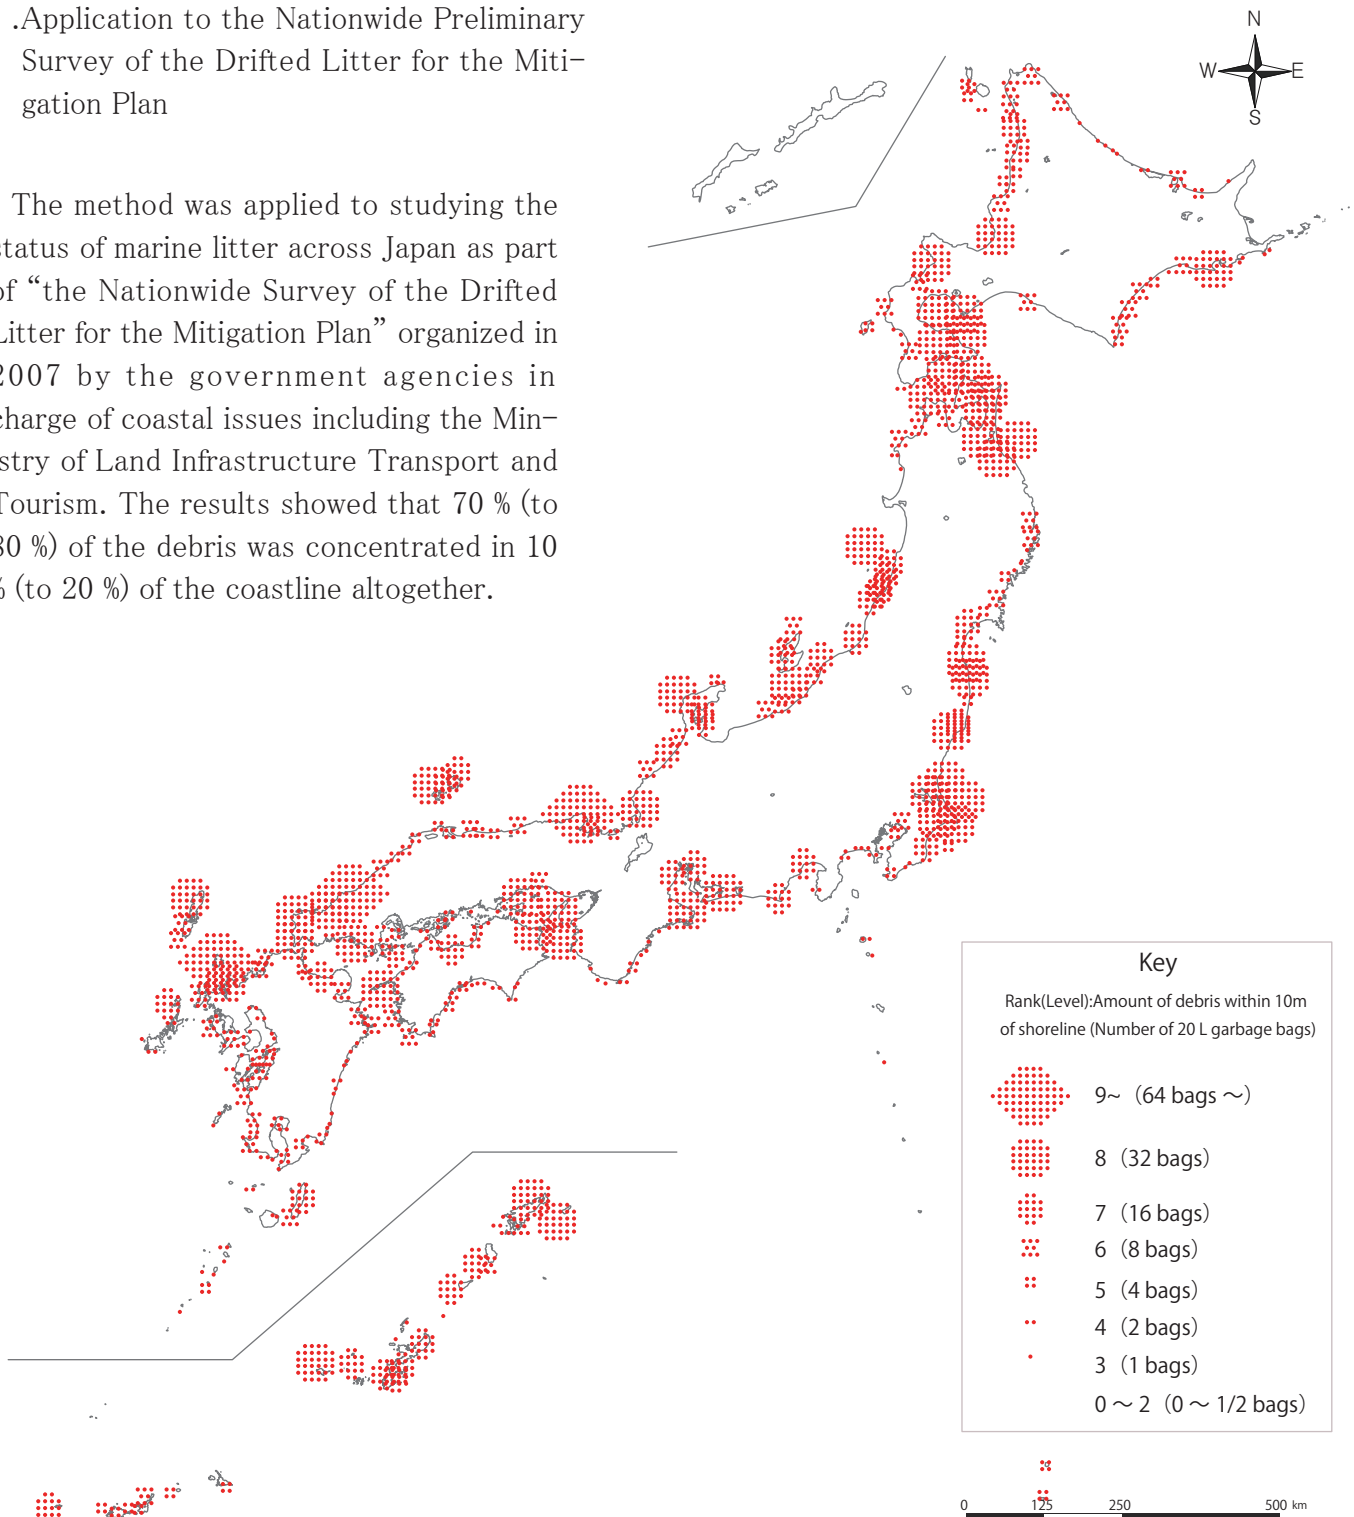 .Application to the Nationwide Preliminary
Survey of the Drifted Litter for the Miti–
gation Plan
The method was applied to studying the
status of marine litter across Japan as part
of “the Nationwide Survey of the Drifted
Litter for the Mitigation Plan” organized in
2007 by the government agencies in
charge of coastal issues including the Min–
istry of Land Infrastructure Transport and
Tourism. The results showed that 70 % (to
80 %) of the debris was concentrated in 10
% (to 20 %) of the coastline altogether.
N
W E
S
Key
Rank(Level):Amount of debris within 10m
of shoreline (Number of 20 L garbage bags)
9~（64 bags ～）
8（32 bags）
7（16 bags）
6（8 bags）
5（4 bags）
4（2 bags）
3（1 bags）
0 ～ 2（0 ～ 1/2 bags）
0 125 250 500 km